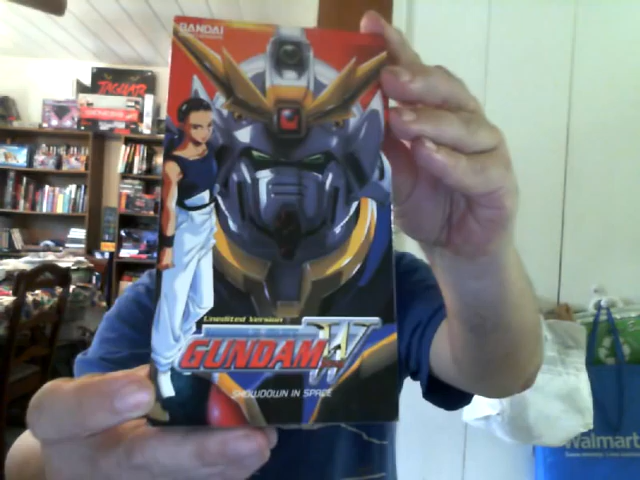 BANDAI
JAGUAR
Unedited Version
GUNDAM W
SHOWDOWN IN SPACE
Walmart